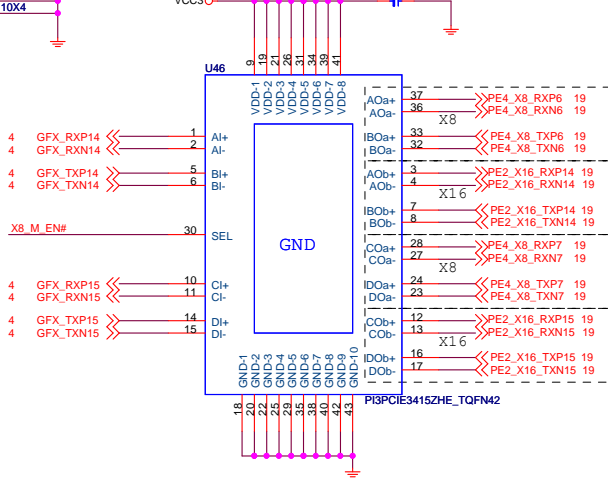 10X4
VCC3
U46
9 19 21 26 31 34 39 41
VDD-1 VDD-2 VDD-3 VDD-4 VDD-5 VDD-6 VDD-7 VDD-8
4 GFX_RXP14 1 AI+ AOa+ 37 PE4_X8_RXP6 19
4 GFX_RXN14 2 AI- AOa- 36 PE4_X8_RXN6 19
X8
4 GFX_TXP14 5 BI+ BOa+ 33 PE4_X8_TXP6 19
4 GFX_TXN14 6 BI- BOa- 32 PE4_X8_TXN6 19
AOb+ 3 PE2_X16_RXP14 19
AOb- 4 PE2_X16_RXN14 19
X16
BOb+ 7 PE2_X16_TXP14 19
BOb- 8 PE2_X16_TXN14 19
X8_M_EN# 30 SEL
GND
COa+ 28 PE4_X8_RXP7 19
COa- 27 PE4_X8_RXN7 19
X8
4 GFX_RXP15 10 CI+ DOa+ 24 PE4_X8_TXP7 19
4 GFX_RXN15 11 CI- DOa- 23 PE4_X8_TXN7 19
4 GFX_TXP15 14 DI+ COb+ 12 PE2_X16_RXP15 19
4 GFX_TXN15 15 DI- COb- 13 PE2_X16_RXN15 19
X16
DOb+ 16 PE2_X16_TXP15 19
DOb- 17 PE2_X16_TXN15 19
GND-1 GND-2 GND-3 GND-4 GND-5 GND-6 GND-7 GND-8 GND-9 GND-10
18 20 22 25 29 35 38 40 42 43
PI3PCIE3415ZHE_TQFN42